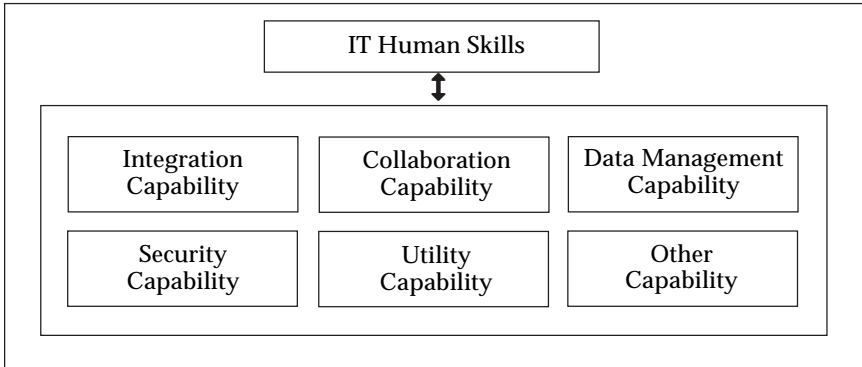 IT Human Skills
Integration
Capability
Collaboration
Capability
Data Management
Capability
Security
Capability
Utility
Capability
Other
Capability